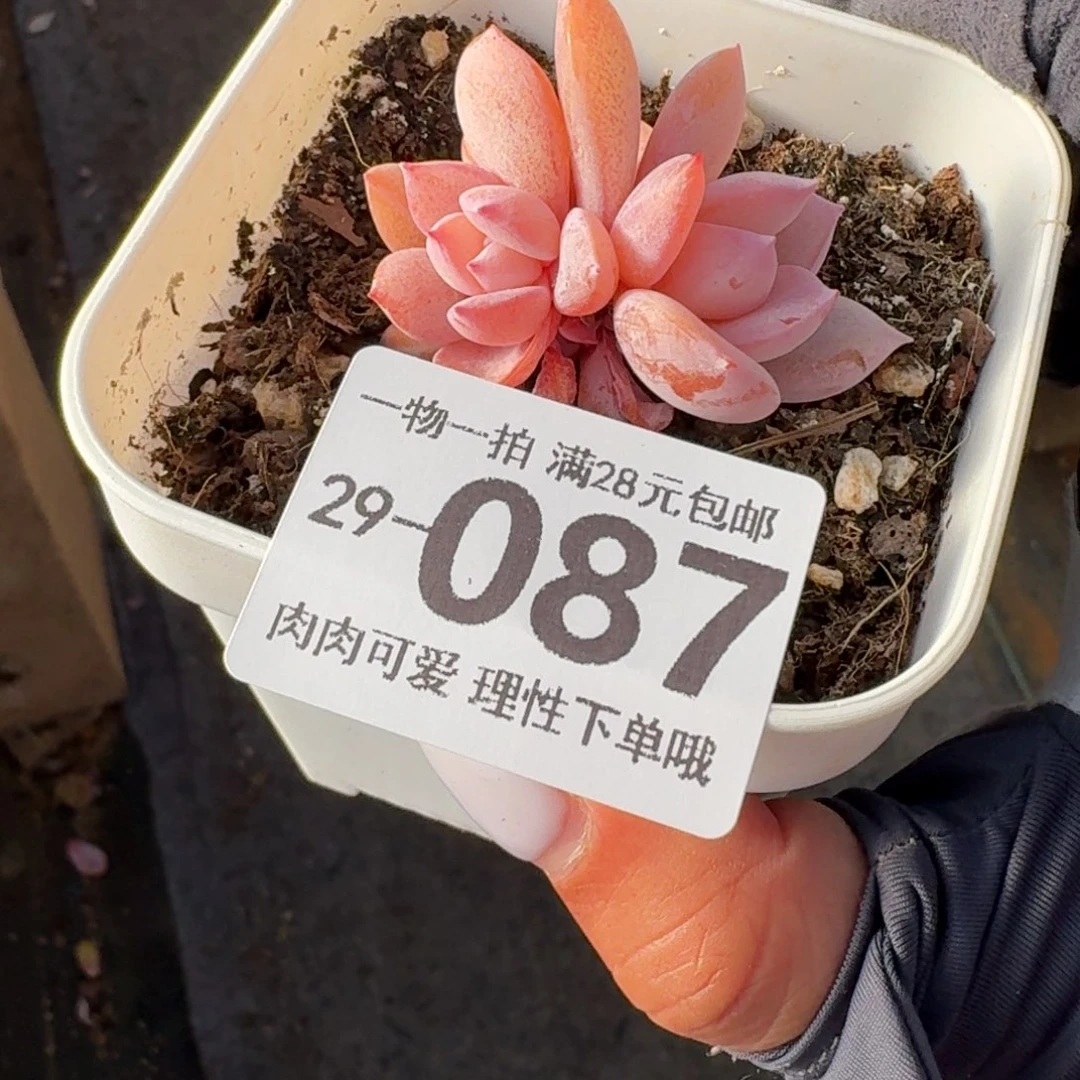 一物一拍 满28元包邮
29-087
肉肉可爱 理性下单哦